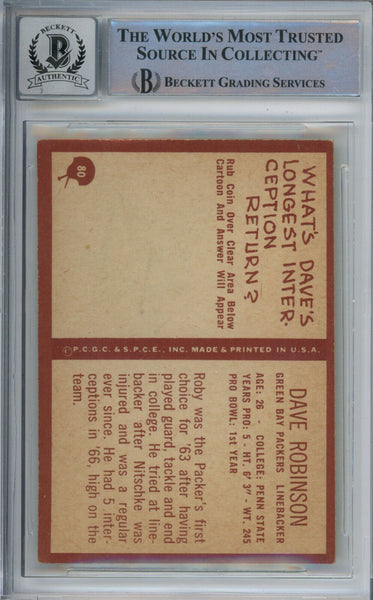 BECKETT
B
AUTHENTIC
THE WORLD'S MOST TRUSTED
SOURCE IN COLLECTING™
B BECKETT GRADING SERVICES
80
WHAT'S DAVE'S
LONGEST INTER-
CEPTION
RETURN?
Rub Coin Over Clear Area Below
Cartoon And Answer Will Appear
P.C.G.C. & S.P.C.E., INC. MADE & PRINTED IN U.S.A.
DAVE ROBINSON
GREEN BAY PACKERS LINEBACKER
AGE: 26 - COLLEGE: PENN STATE
YEARS PRO: 5 - HT. 6' 3" - WT. 245
PRO BOWL: 1st YEAR
Roby was the Packer's first
choice for '63 after having
played guard, tackle and end
in college. He tried at line-
backer after Nitschke was
injured and was a regular
ever since. He had 5 inter-
ceptions in '66, high on the
team.